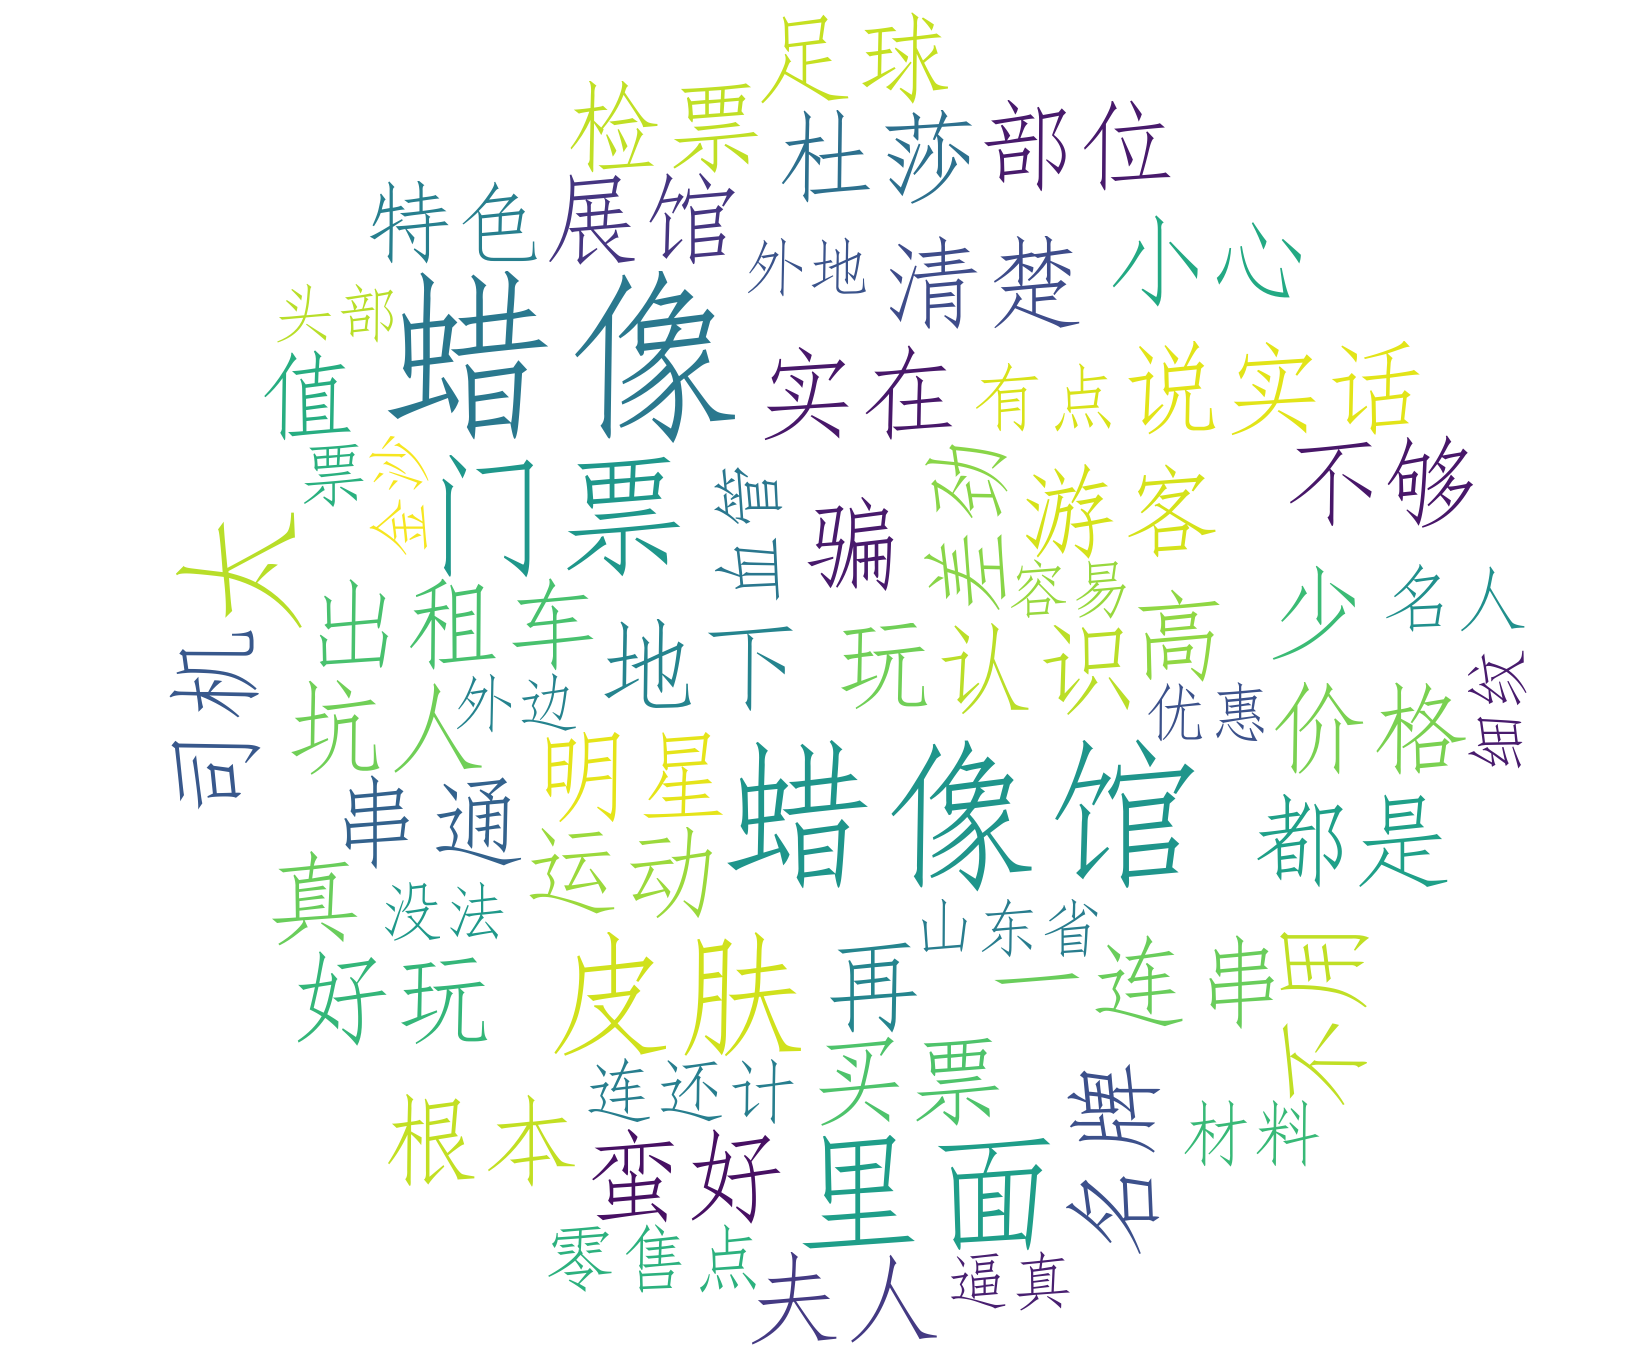 足球
检票
杜莎
部位
特色
展馆
外地
清楚
小心
头部
蜡像
值
实在
有点
说实话
票
金沙
门票
血管
骗
差劲
游客
不够
太
容易
出租车
地下
玩
认识
高
少
名人
司机
坑人
外边
优惠
价格
细纹
明星
串通
蜡像馆
都是
运动
真
没法
山东省
好玩
皮肤
再
一连串
不用
连还计
买票
名牌
根本
蛮好
里面
材料
零售点
夫人
逼真